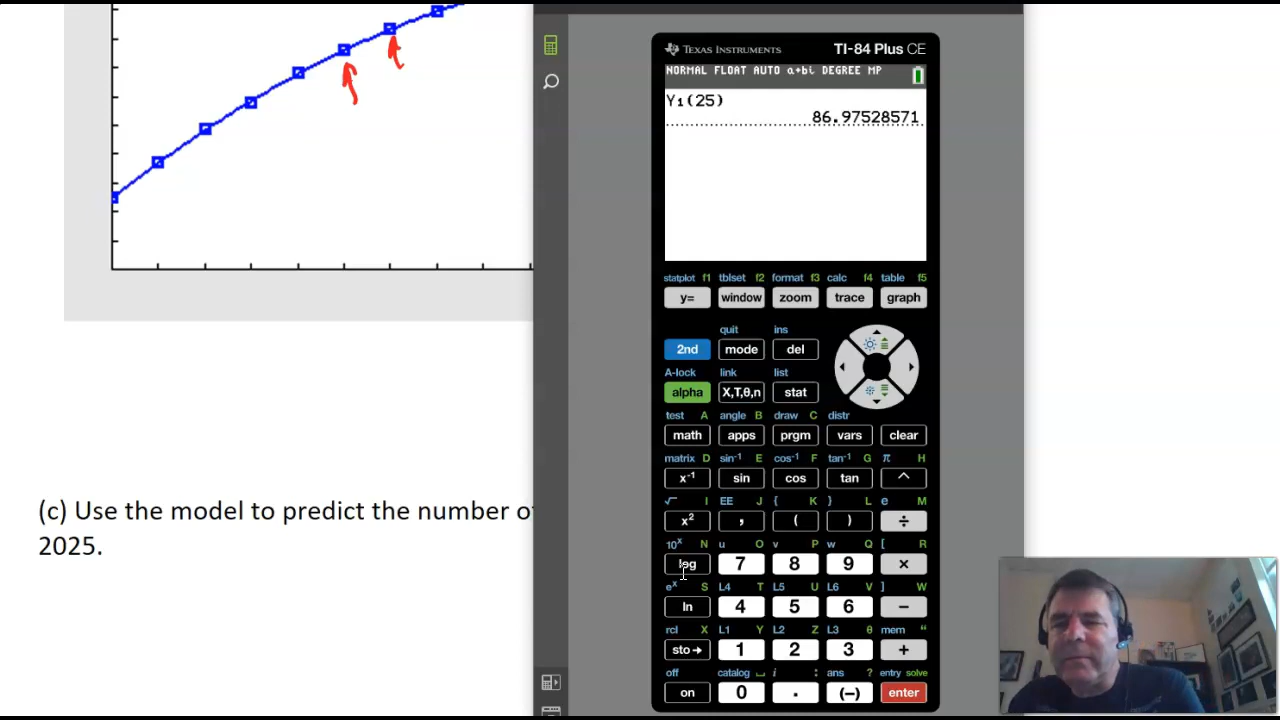 TEXAS INSTRUMENTS TI-84 Plus CE
NORMAL FLOAT AUTO a+bi DEGREE MP
Y₁(25)
86.97528571
statplot f1 tblset f2 format f3 calc f4 table f5
y= window zoom trace graph
quit ins
2nd mode del
A-lock link list
alpha X,T,θ,n stat
test A angle B draw C distr
math apps prgm vars clear
matrix D sin⁻¹ E cos⁻¹ F tan⁻¹ G π H
x⁻¹ sin cos tan ^
√ I EE J { K } L e M
x² , ( ) ÷
10ˣ N u O v P w Q [ R
log 7 8 9 ×
eˣ S L4 T L5 U L6 V ] W
ln 4 5 6 −
rcl X L1 Y L2 Z L3 θ mem "
sto→ 1 2 3 +
off catalog ␣ i : ans ? entry solve
on 0 . (−) enter
(c) Use the model to predict the number of
2025.